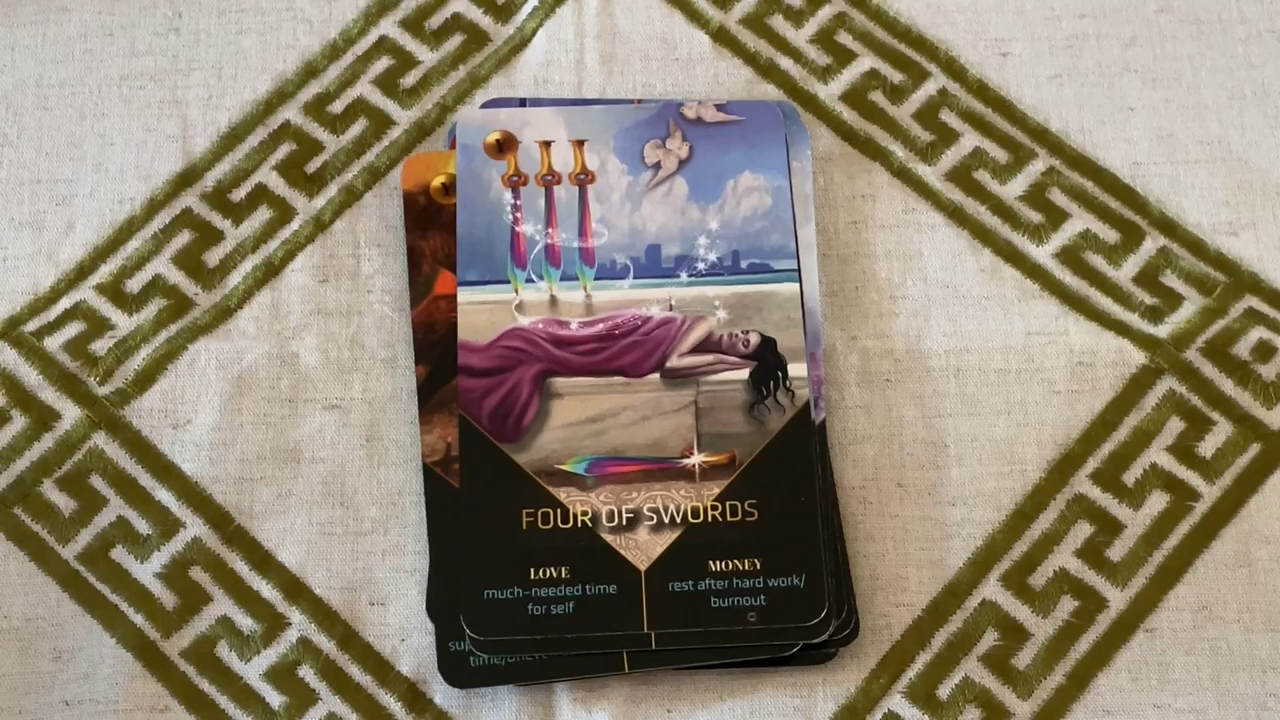 FOUR OF SWORDS
LOVE
much-needed time
for self
MONEY
rest after hard work/
burnout